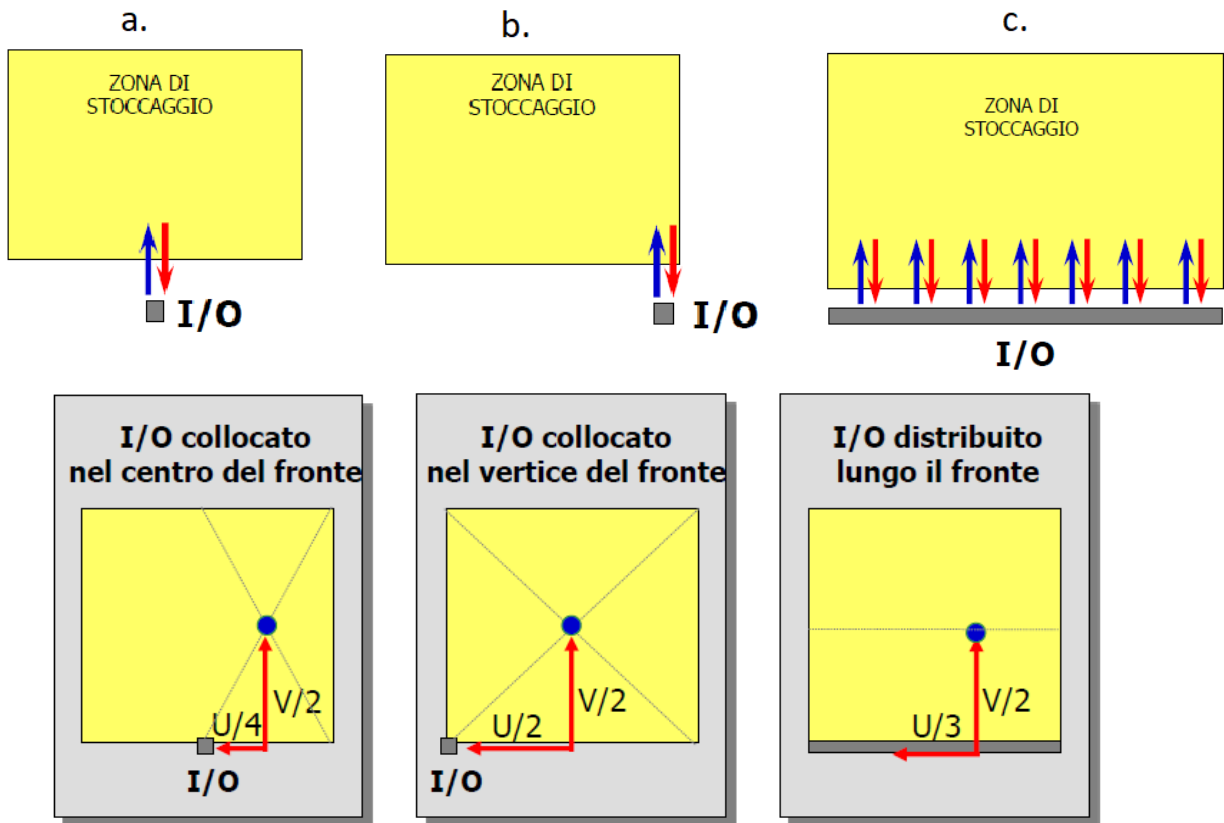 a.
ZONA DI
STOCCAGGIO
I/O
b.
ZONA DI
STOCCAGGIO
I/O
c.
ZONA DI
STOCCAGGIO
I/O
I/O collocato
nel centro del fronte
U/4
V/2
I/O
I/O collocato
nel vertice del fronte
U/2
V/2
I/O
I/O distribuito
lungo il fronte
U/3
V/2